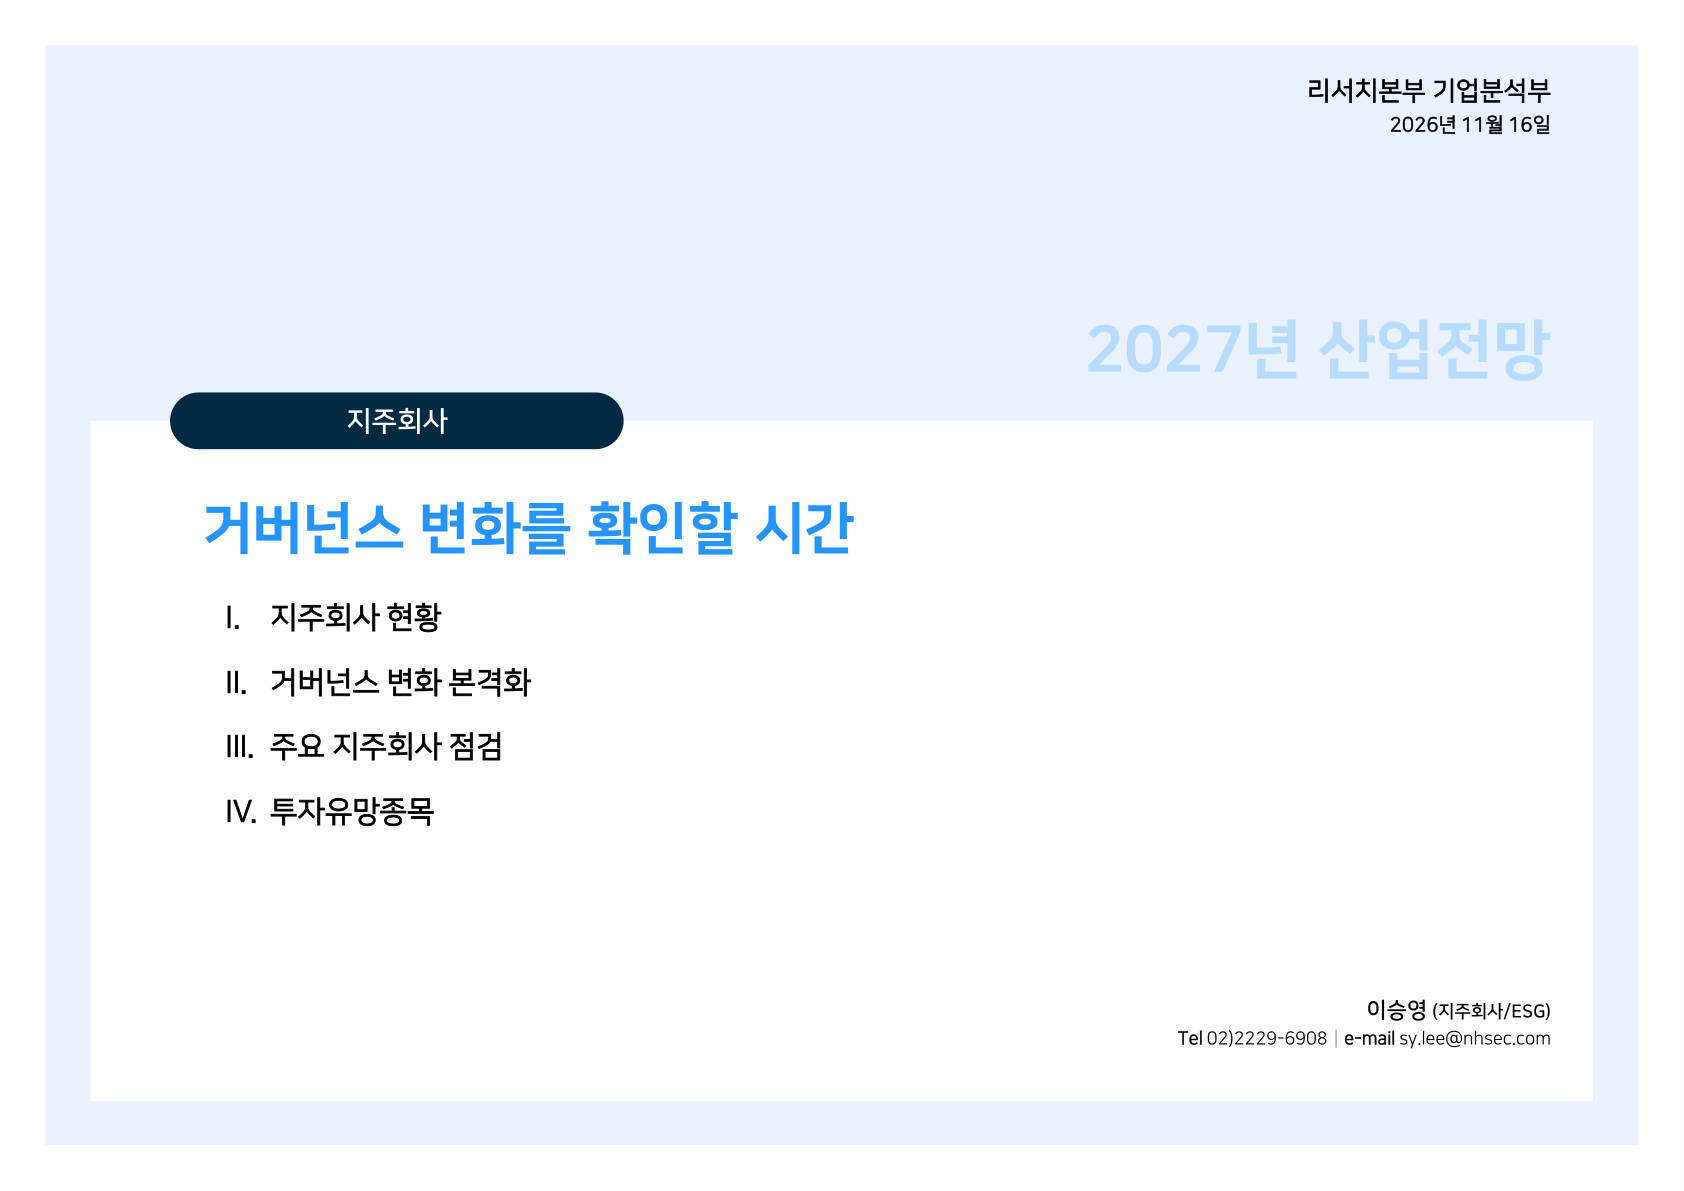 리서치본부 기업분석부
2026년 11월 16일
2027년 산업전망
지주회사
거버넌스 변화를 확인할 시간
I. 지주회사 현황
II. 거버넌스 변화 본격화
III. 주요 지주회사 점검
IV. 투자유망종목
이승영 (지주회사/ESG)
Tel 02)2229-6908 | e-mail sy.lee@nhsec.com